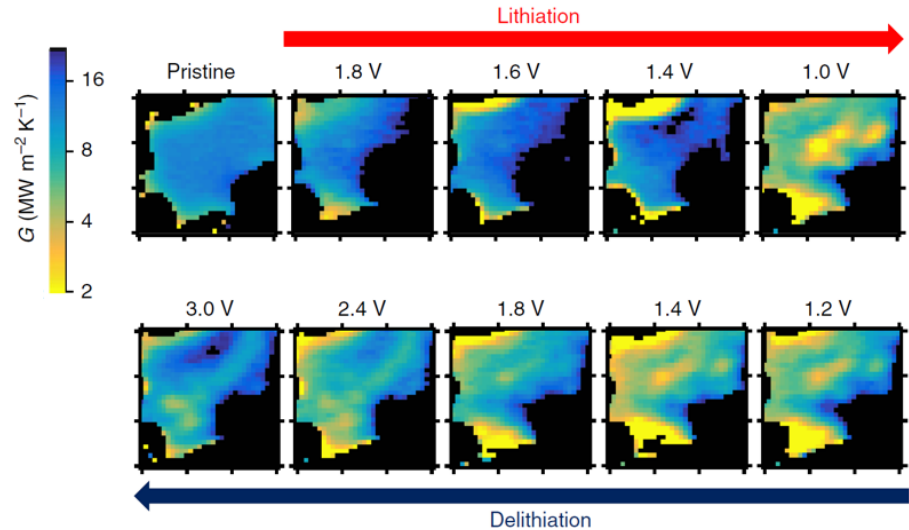 Lithiation
Pristine 1.8 V 1.6 V 1.4 V 1.0 V
G (MW m⁻² K⁻¹)
16
8
4
2
3.0 V 2.4 V 1.8 V 1.4 V 1.2 V
Delithiation